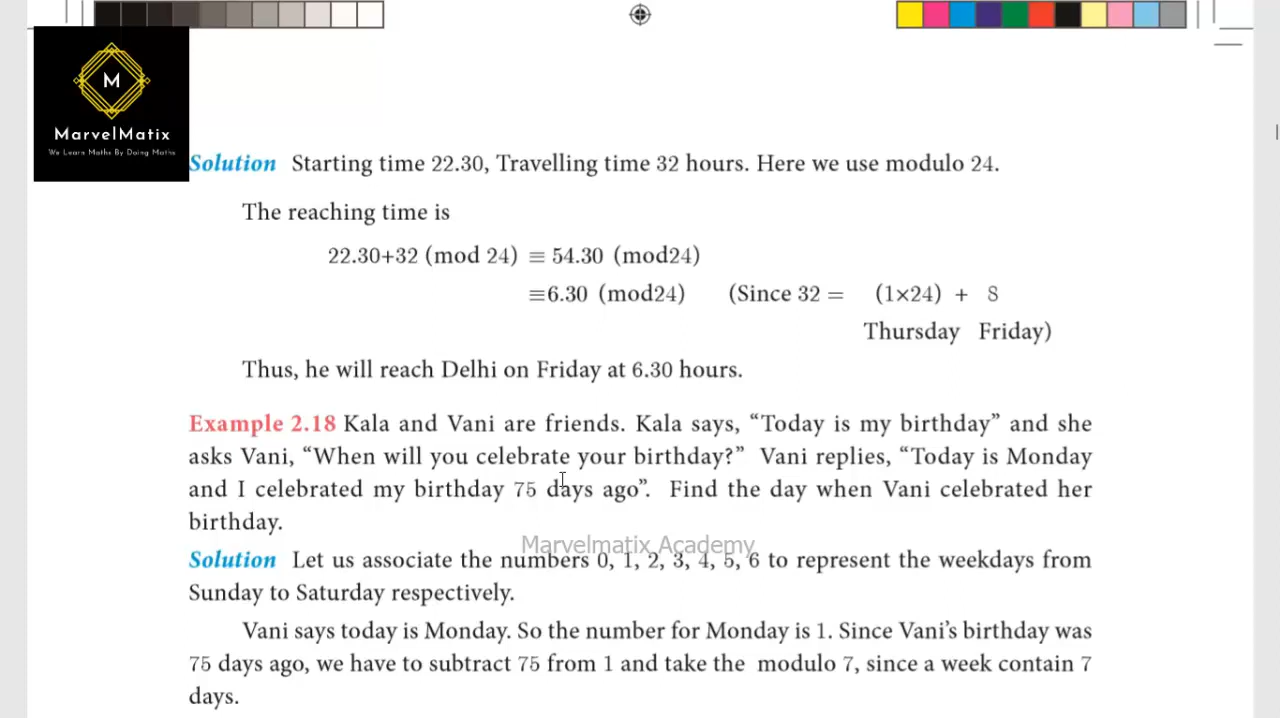 M
MarvelMatix
We Learn Maths By Doing Maths
Solution Starting time 22.30, Travelling time 32 hours. Here we use modulo 24.
The reaching time is
22.30+32 (mod 24) ≡ 54.30 (mod24)
≡6.30 (mod24) (Since 32 = (1×24) + 8
Thursday Friday)
Thus, he will reach Delhi on Friday at 6.30 hours.
Example 2.18 Kala and Vani are friends. Kala says, “Today is my birthday” and she
asks Vani, “When will you celebrate your birthday?” Vani replies, “Today is Monday
and I celebrated my birthday 75 days ago”. Find the day when Vani celebrated her
birthday.
Marvelmatix Academy
Solution Let us associate the numbers 0, 1, 2, 3, 4, 5, 6 to represent the weekdays from
Sunday to Saturday respectively.
Vani says today is Monday. So the number for Monday is 1. Since Vani’s birthday was
75 days ago, we have to subtract 75 from 1 and take the modulo 7, since a week contain 7
days.